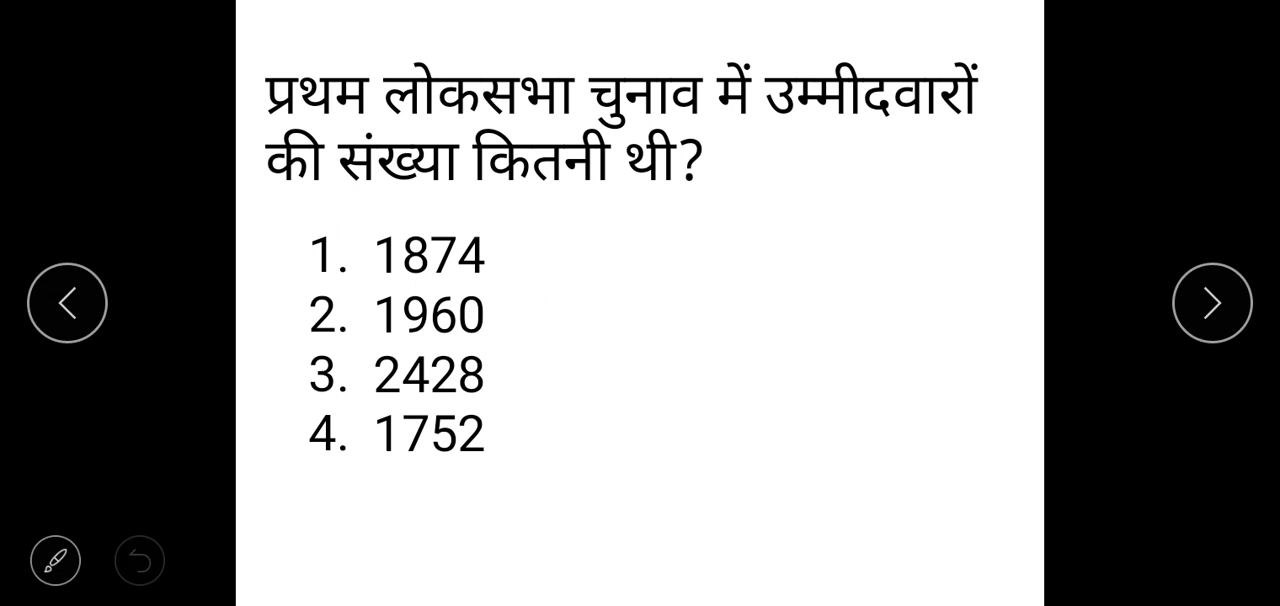 प्रथम लोकसभा चुनाव में उम्मीदवारों
की संख्या कितनी थी?
1. 1874
2. 1960
3. 2428
4. 1752